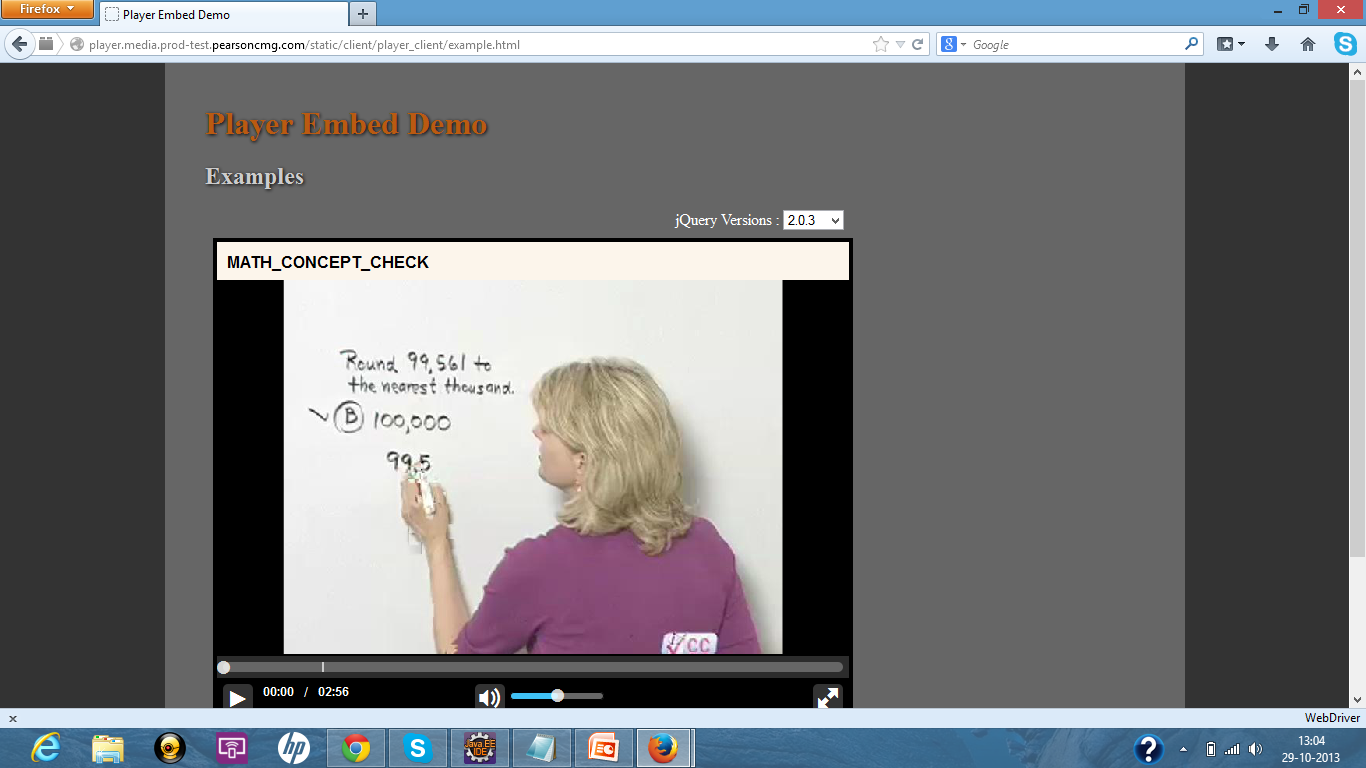 Firefox
Player Embed Demo
player.media.prod-test.pearsoncmg.com/static/client/player_client/example.html
Google
Player Embed Demo
Examples
jQuery Versions : 2.0.3
MATH_CONCEPT_CHECK
Round 99,561 to
the nearest thousand.
B 100,000
99,5
CC
00:00 / 02:56
WebDriver
hp
Java EE
IDE
13:04
29-10-2013